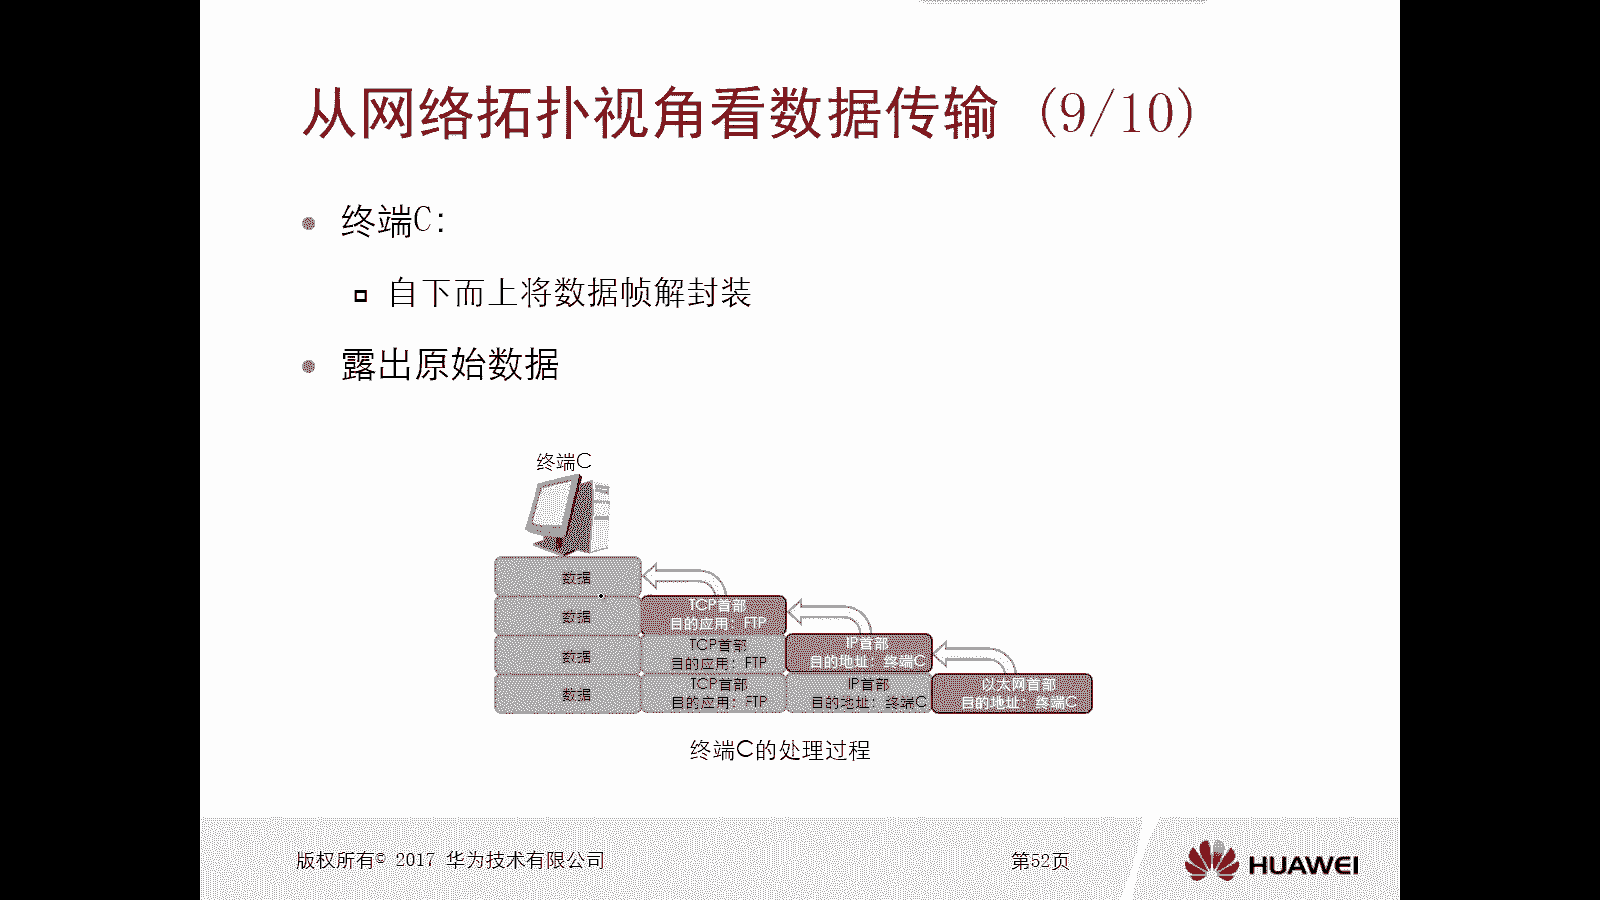 从网络拓扑视角看数据传输 (9/10)
终端C:
自下而上将数据帧解封装
露出原始数据
终端C
数据
数据
TCP首部
目的应用：FTP
数据
TCP首部
目的应用：FTP
IP首部
目的地址：终端C
数据
TCP首部
目的应用：FTP
IP首部
目的地址：终端C
以太网首部
目的地址：终端C
终端C的处理过程
版权所有© 2017 华为技术有限公司
第52页
HUAWEI